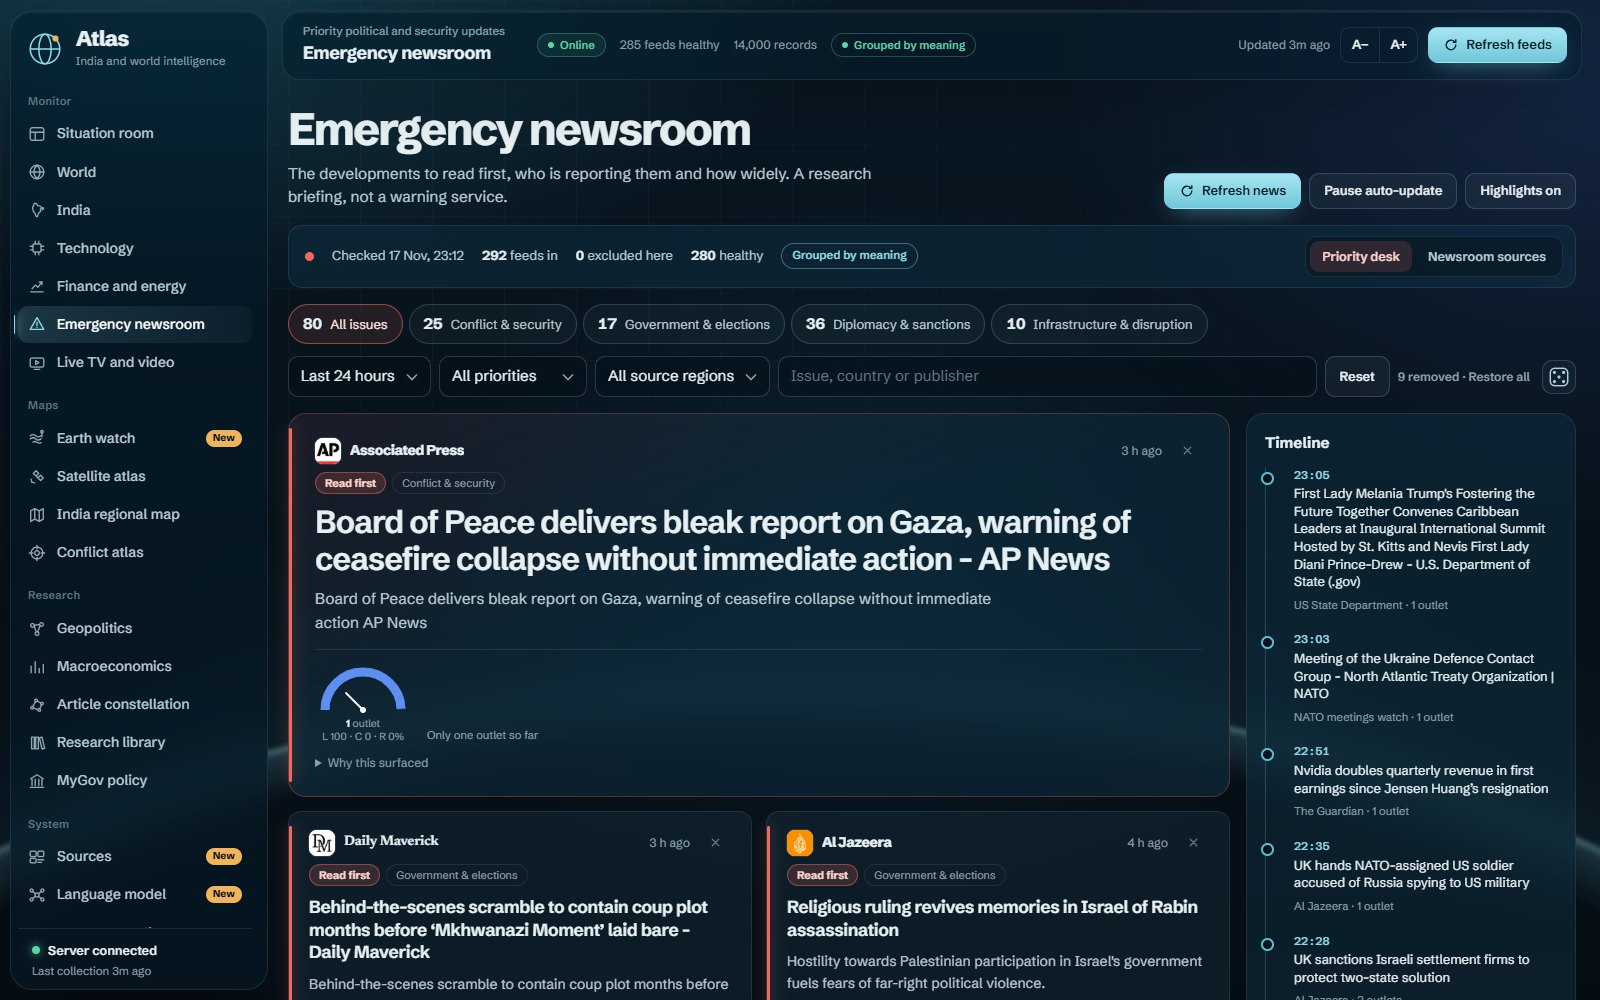 Atlas
India and world intelligence
Monitor
Situation room
World
India
Technology
Finance and energy
Emergency newsroom
Live TV and video
Maps
Earth watch New
Satellite atlas
India regional map
Conflict atlas
Research
Geopolitics
Macroeconomics
Article constellation
Research library
MyGov policy
System
Sources New
Language model New
Server connected
Last collection 3m ago
Priority political and security updates
Emergency newsroom
Online 285 feeds healthy 14,000 records Grouped by meaning
Updated 3m ago A− A+ Refresh feeds
Emergency newsroom
The developments to read first, who is reporting them and how widely. A research
briefing, not a warning service.
Refresh news Pause auto-update Highlights on
Checked 17 Nov, 23:12 292 feeds in 0 excluded here 280 healthy Grouped by meaning
Priority desk Newsroom sources
80 All issues 25 Conflict & security 17 Government & elections 36 Diplomacy & sanctions 10 Infrastructure & disruption
Last 24 hours All priorities All source regions Issue, country or publisher Reset 9 removed · Restore all
AP Associated Press 3 h ago ×
Read first Conflict & security
Board of Peace delivers bleak report on Gaza, warning of
ceasefire collapse without immediate action - AP News
Board of Peace delivers bleak report on Gaza, warning of ceasefire collapse without immediate
action AP News
1 outlet
L 100 · C 0 · R 0% Only one outlet so far
Why this surfaced
DM Daily Maverick 3 h ago ×
Read first Government & elections
Behind-the-scenes scramble to contain coup plot
months before ‘Mkhwanazi Moment’ laid bare -
Daily Maverick
Behind-the-scenes scramble to contain coup plot months before
Al Jazeera 4 h ago ×
Read first Government & elections
Religious ruling revives memories in Israel of Rabin
assassination
Hostility towards Palestinian participation in Israel's government
fuels fears of far-right political violence.
Timeline
23:05
First Lady Melania Trump's Fostering the
Future Together Convenes Caribbean
Leaders at Inaugural International Summit
Hosted by St. Kitts and Nevis First Lady
Diani Prince-Drew - U.S. Department of
State (.gov)
US State Department · 1 outlet
23:03
Meeting of the Ukraine Defence Contact
Group - North Atlantic Treaty Organization |
NATO
NATO meetings watch · 1 outlet
22:51
Nvidia doubles quarterly revenue in first
earnings since Jensen Huang’s resignation
The Guardian · 1 outlet
22:35
UK hands NATO-assigned US soldier
accused of Russia spying to US military
Al Jazeera · 1 outlet
22:28
UK sanctions Israeli settlement firms to
protect two-state solution